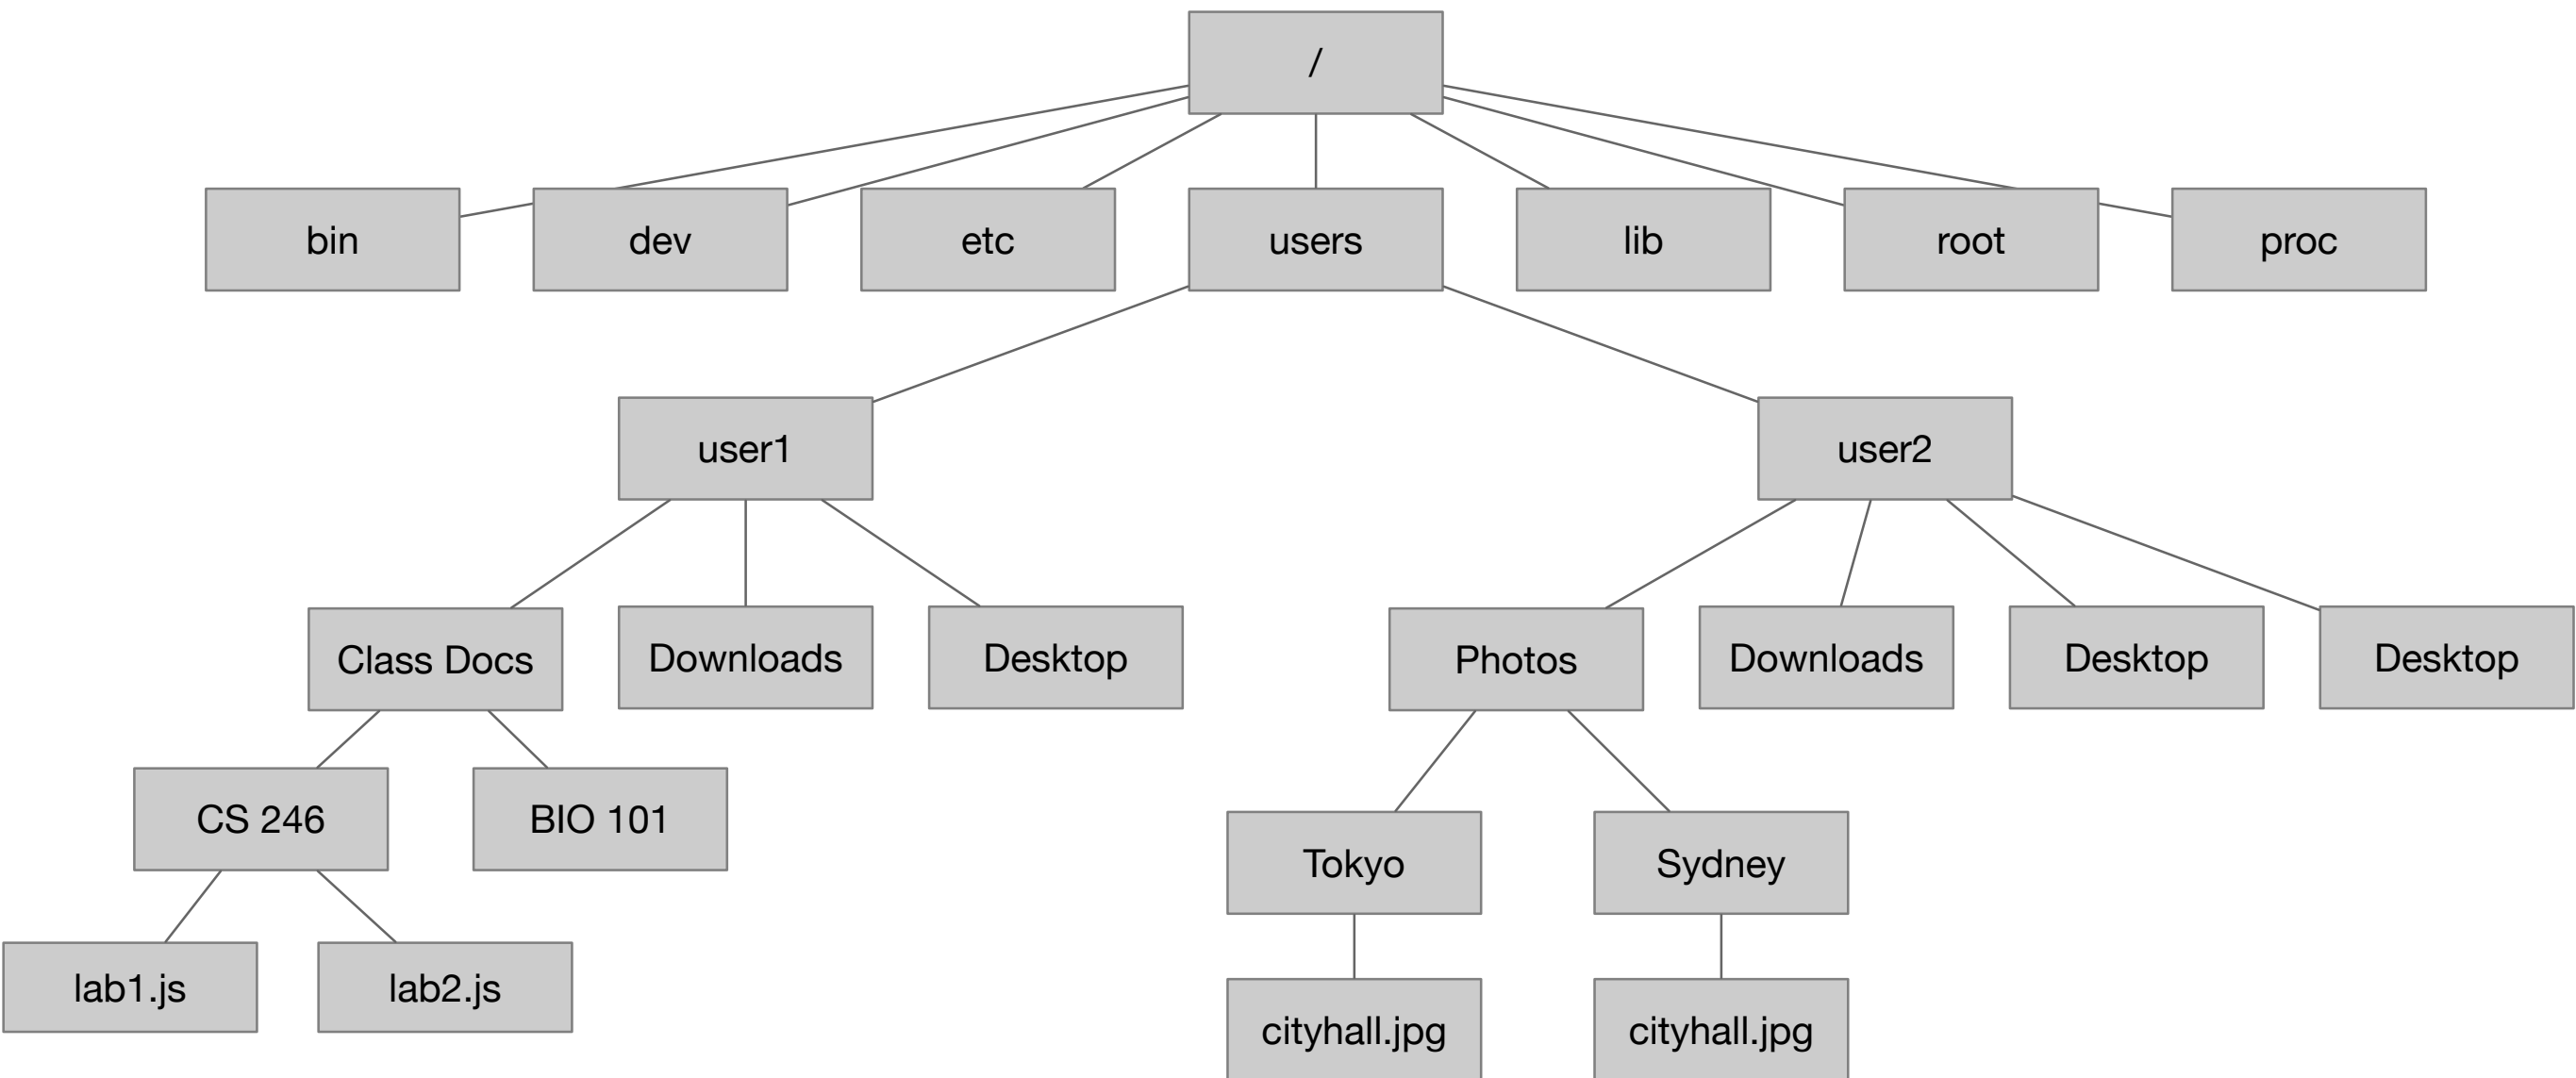 /
bin
dev
etc
users
lib
root
proc
user1
user2
Class Docs
Downloads
Desktop
Photos
Downloads
Desktop
Desktop
CS 246
BIO 101
Tokyo
Sydney
lab1.js
lab2.js
cityhall.jpg
cityhall.jpg